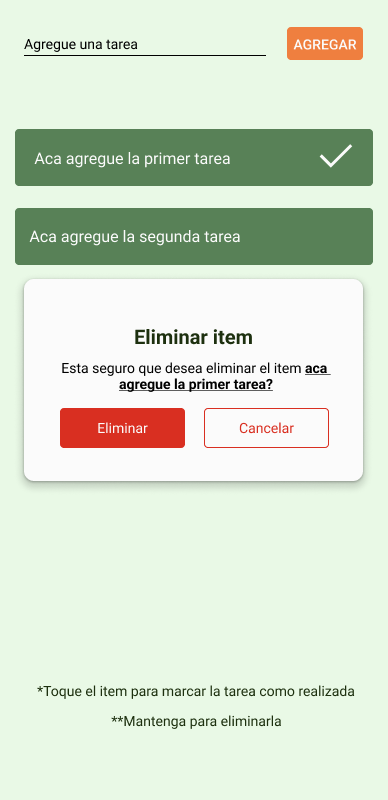 Agregue una tarea
AGREGAR
Aca agregue la primer tarea
Aca agregue la segunda tarea
Eliminar item
Esta seguro que desea eliminar el item aca
agregue la primer tarea?
Eliminar
Cancelar
*Toque el item para marcar la tarea como realizada
**Mantenga para eliminarla